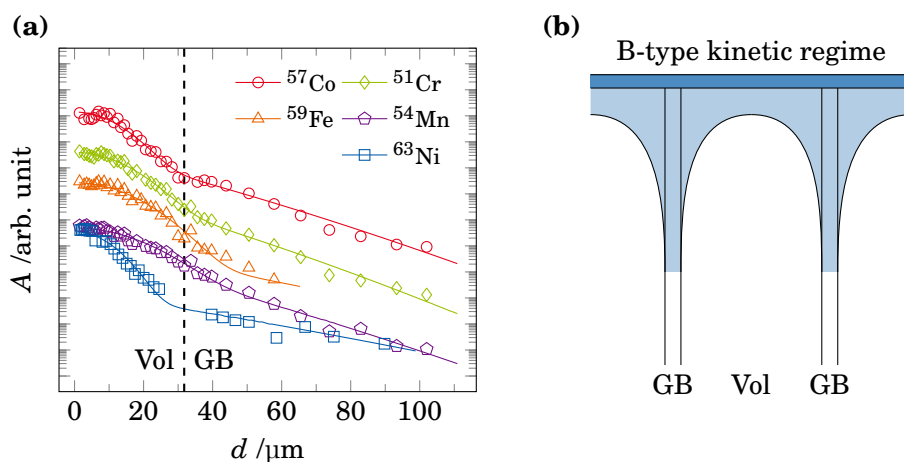 (a)
A /arb. unit
⁵⁷Co
⁵¹Cr
⁵⁹Fe
⁵⁴Mn
⁶³Ni
Vol
GB
0 20 40 60 80 100
d /μm
(b)
B-type kinetic regime
GB Vol GB